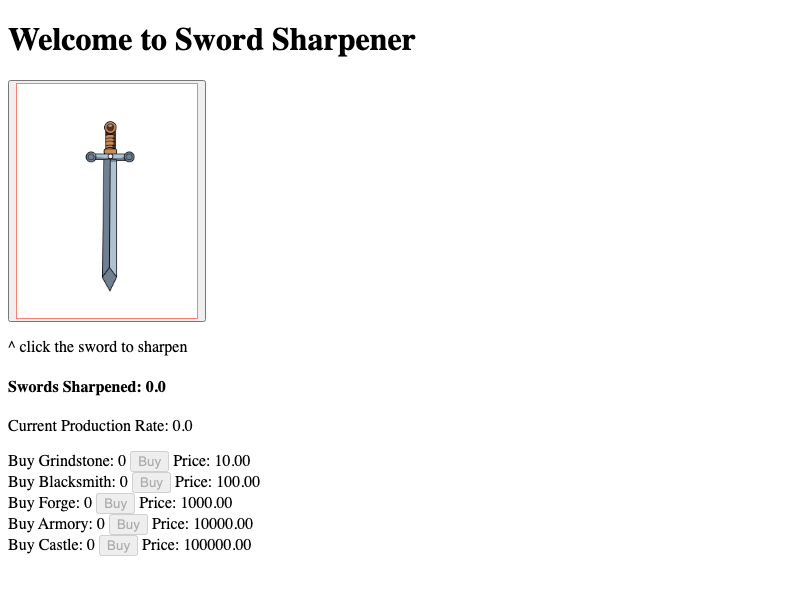 Welcome to Sword Sharpener
^ click the sword to sharpen
Swords Sharpened: 0.0
Current Production Rate: 0.0
Buy Grindstone: 0 Buy Price: 10.00
Buy Blacksmith: 0 Buy Price: 100.00
Buy Forge: 0 Buy Price: 1000.00
Buy Armory: 0 Buy Price: 10000.00
Buy Castle: 0 Buy Price: 100000.00